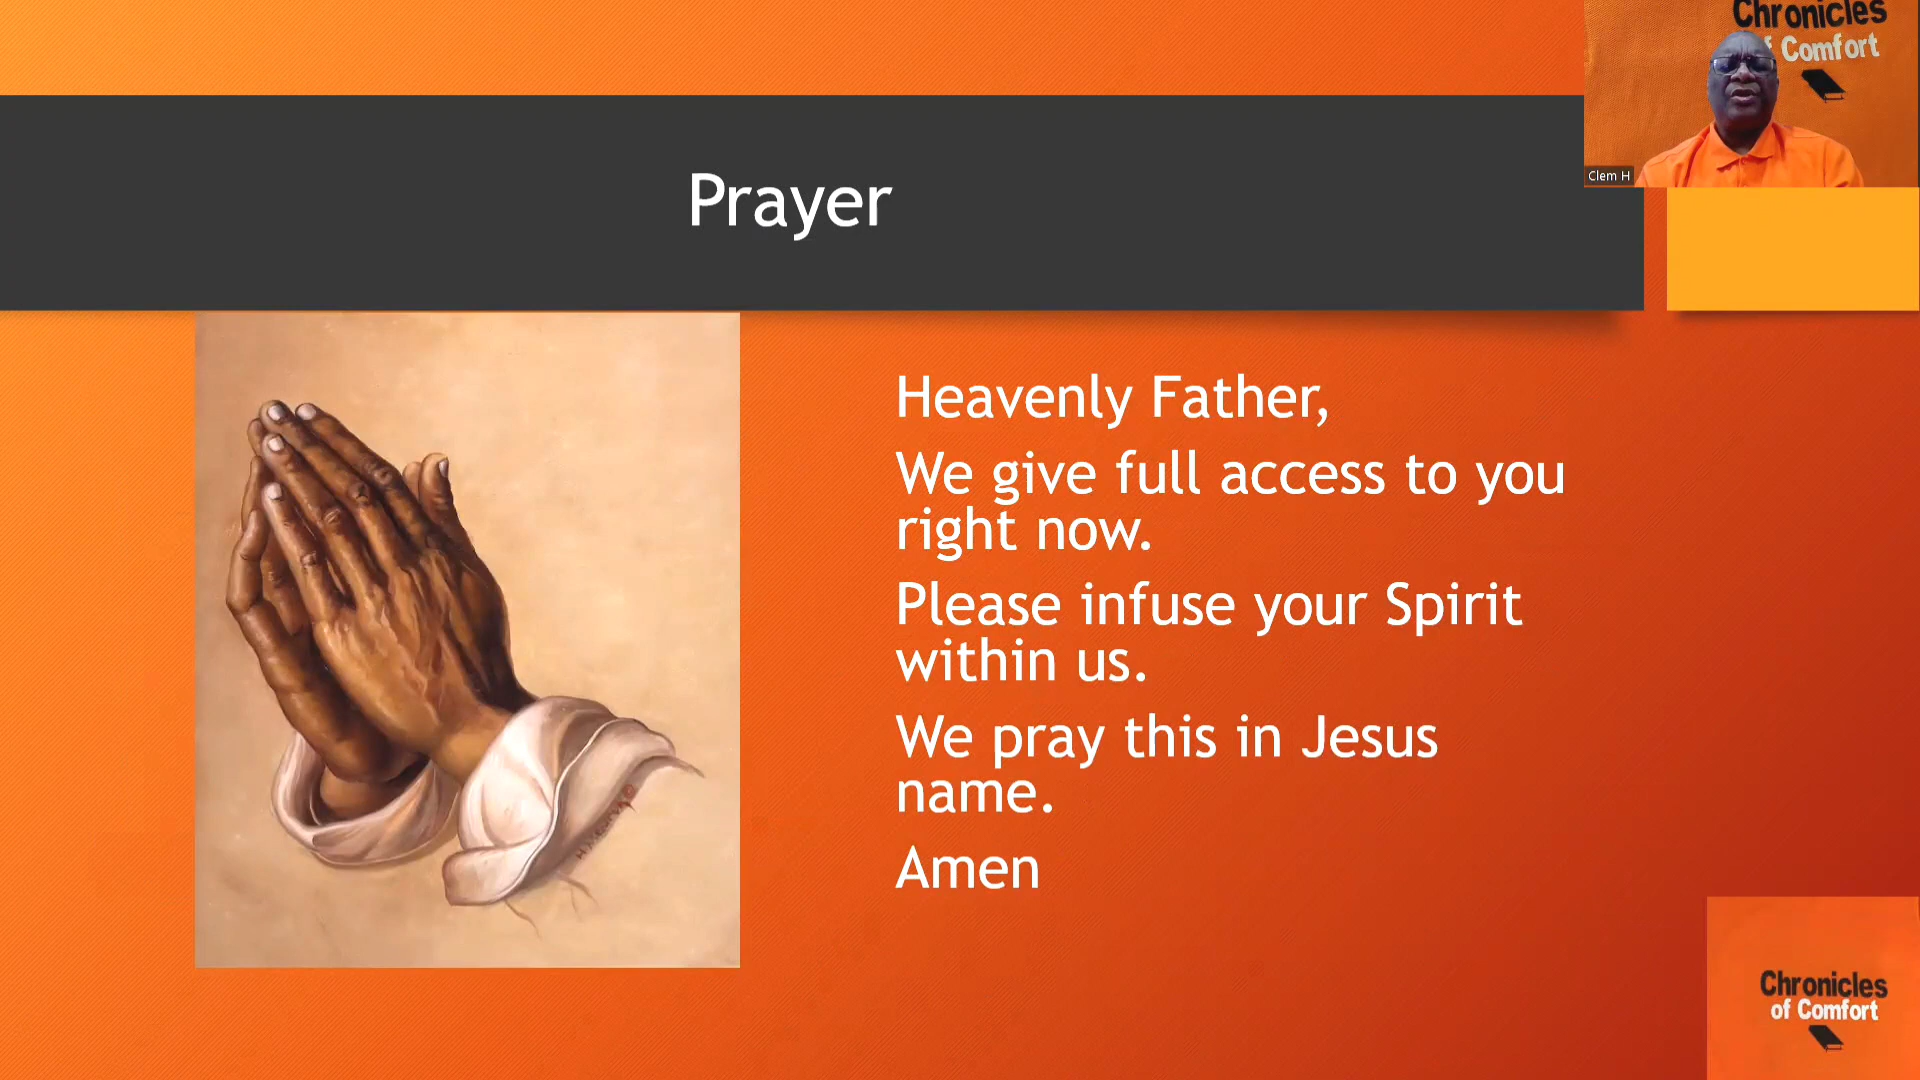 Chronicles
of Comfort
Clem H
Prayer
Heavenly Father,
We give full access to you
right now.
Please infuse your Spirit
within us.
We pray this in Jesus
name.
Amen
Chronicles
of Comfort